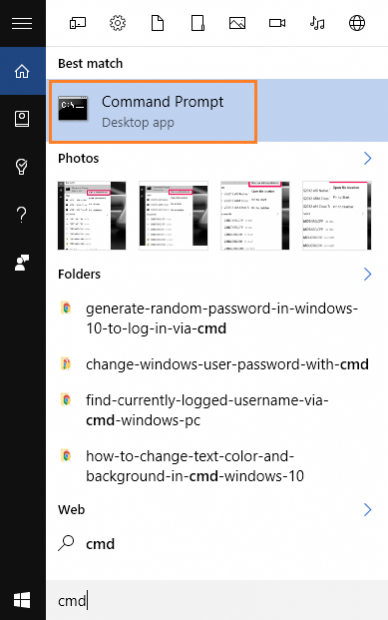 Best match
Command Prompt
Desktop app
Photos
Folders
generate-random-password-in-windows-
10-to-log-in-via-cmd
change-windows-user-password-with-cmd
find-currently-logged-username-via-
cmd-windows-pc
how-to-change-text-color-and-
background-in-cmd-windows-10
Web
cmd
cmd